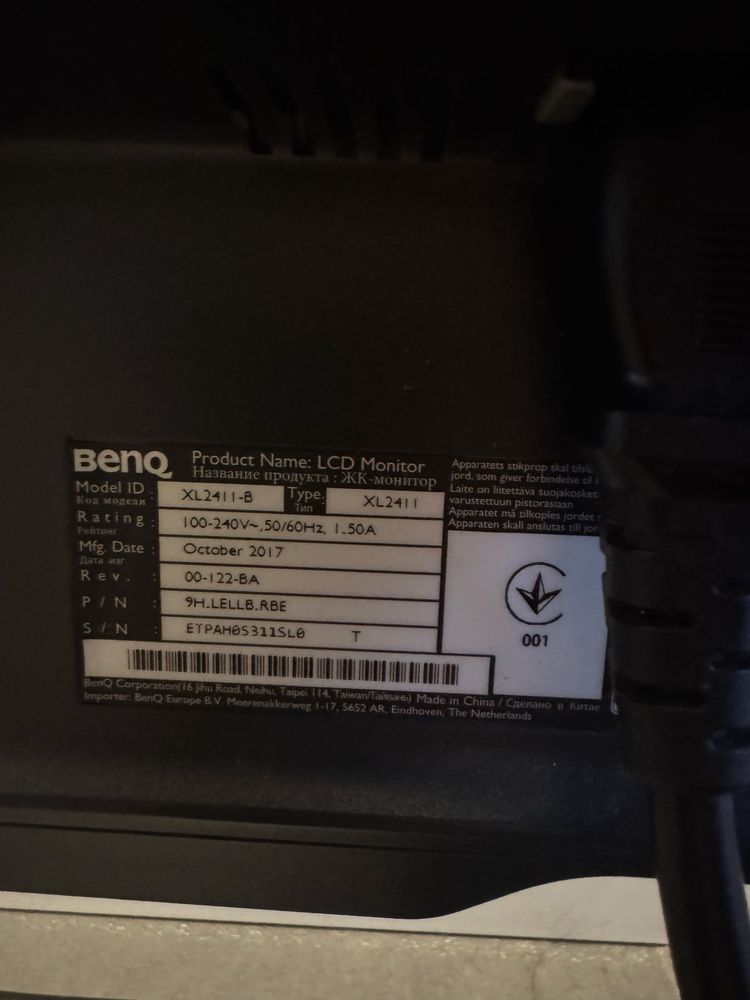 BenQ
Product Name: LCD Monitor
Название продукта : ЖК-монитор
Model ID : XL2411-B Type: XL2411
Код модели Тип
Rating : 100-240V~,50/60Hz, 1.50A
Рейтинг
Mfg. Date : October 2017
Дата изг.
Rev. : 00-122-BA
P / N : 9H.LELLB.RBE
S / N : ETPAH05311SL0 T
BenQ Corporation(16 Jihu Road, Neihu, Taipei 114, Taiwan/Тайвань) Made in China / Сделано в Китае
Importer: BenQ Europe B.V. Meerenakkerweg 1-17, 5652 AR, Eindhoven, The Netherlands
Apparatets stikprop skal tilslu
jord, som giver forbindelse til s
Laite on liitettävä suojakosket
varustettuun pistorasiaan
Apparatet må tilkoples jordet s
Apparaten skall anslutas till jor
001